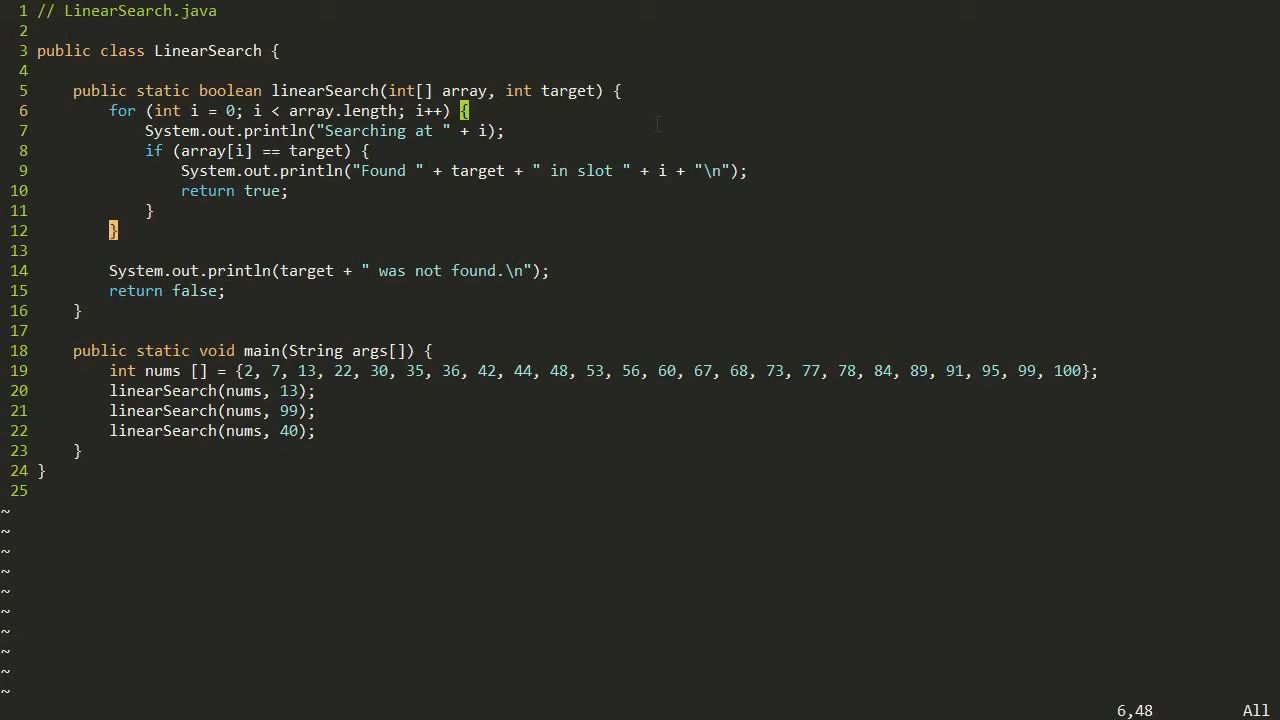 1 // LinearSearch.java
2
3 public class LinearSearch {
4
5     public static boolean linearSearch(int[] array, int target) {
6         for (int i = 0; i < array.length; i++) {
7             System.out.println("Searching at " + i);
8             if (array[i] == target) {
9                 System.out.println("Found " + target + " in slot " + i + "\n");
10                 return true;
11             }
12         }
13
14         System.out.println(target + " was not found.\n");
15         return false;
16     }
17
18     public static void main(String args[]) {
19         int nums [] = {2, 7, 13, 22, 30, 35, 36, 42, 44, 48, 53, 56, 60, 67, 68, 73, 77, 78, 84, 89, 91, 95, 99, 100};
20         linearSearch(nums, 13);
21         linearSearch(nums, 99);
22         linearSearch(nums, 40);
23     }
24 }
25
~
~
~
~
~
~
~
~
~
~
6,48 All